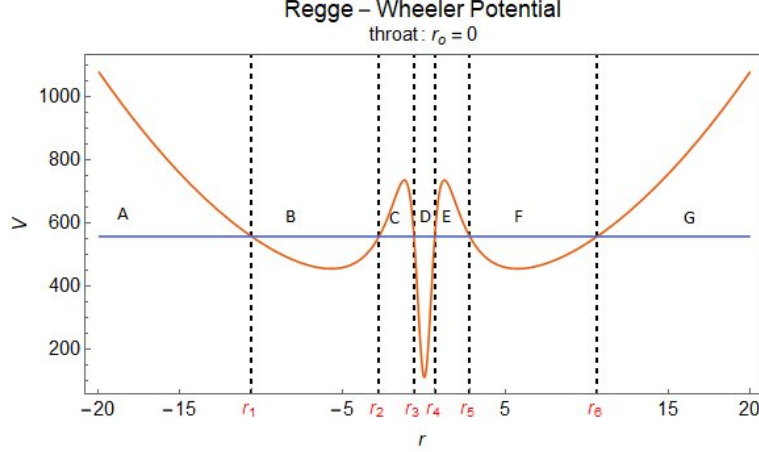 Regge – Wheeler Potential
throat: r₀ = 0
1000
800
600
400
200
V
A
B
C
D
E
F
G
−20
−15
r₁
−5
r₂
r₃
r₄
r₅
5
r₆
15
20
r